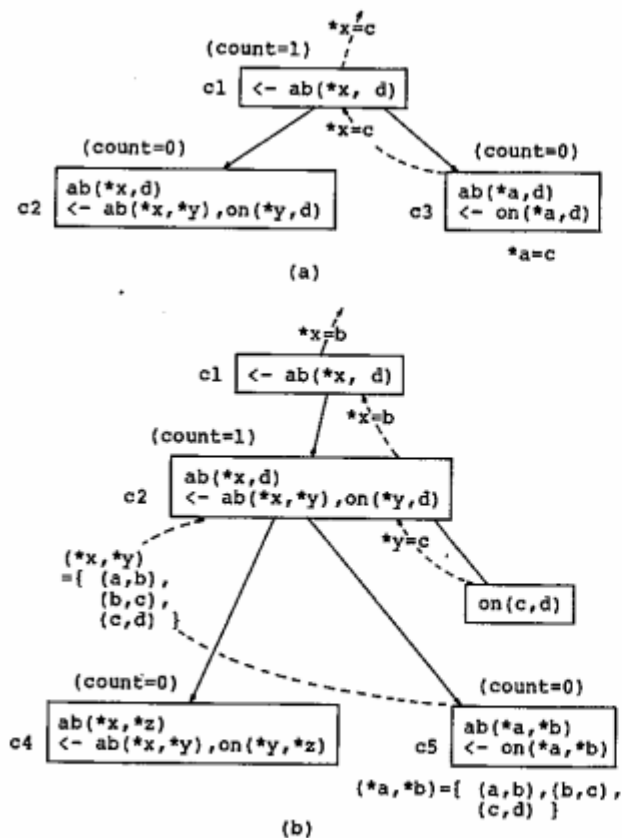 *x=c
(count=1)
c1 <- ab(*x, d)
*x=c
(count=0) (count=0)
ab(*x,d)
c2 <- ab(*x,*y),on(*y,d)
ab(*a,d)
c3 <- on(*a,d)
*a=c
(a)
*x=b
c1 <- ab(*x, d)
*x=b
(count=1)
ab(*x,d)
c2 <- ab(*x,*y),on(*y,d)
*y=c
(*x,*y)
={ (a,b),
(b,c),
(c,d) }
on(c,d)
(count=0) (count=0)
ab(*x,*z)
c4 <- ab(*x,*y),on(*y,*z)
ab(*a,*b)
c5 <- on(*a,*b)
(*a,*b)={ (a,b),(b,c),
(c,d) }
(b)